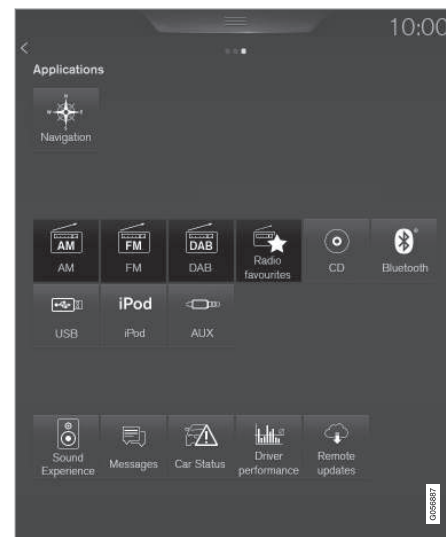 10:00
Applications
Navigation
AM FM DAB
AM FM DAB Radio favourites CD Bluetooth
iPod
USB iPod AUX
Sound Experience Messages Car Status Driver performance Remote updates
G056887